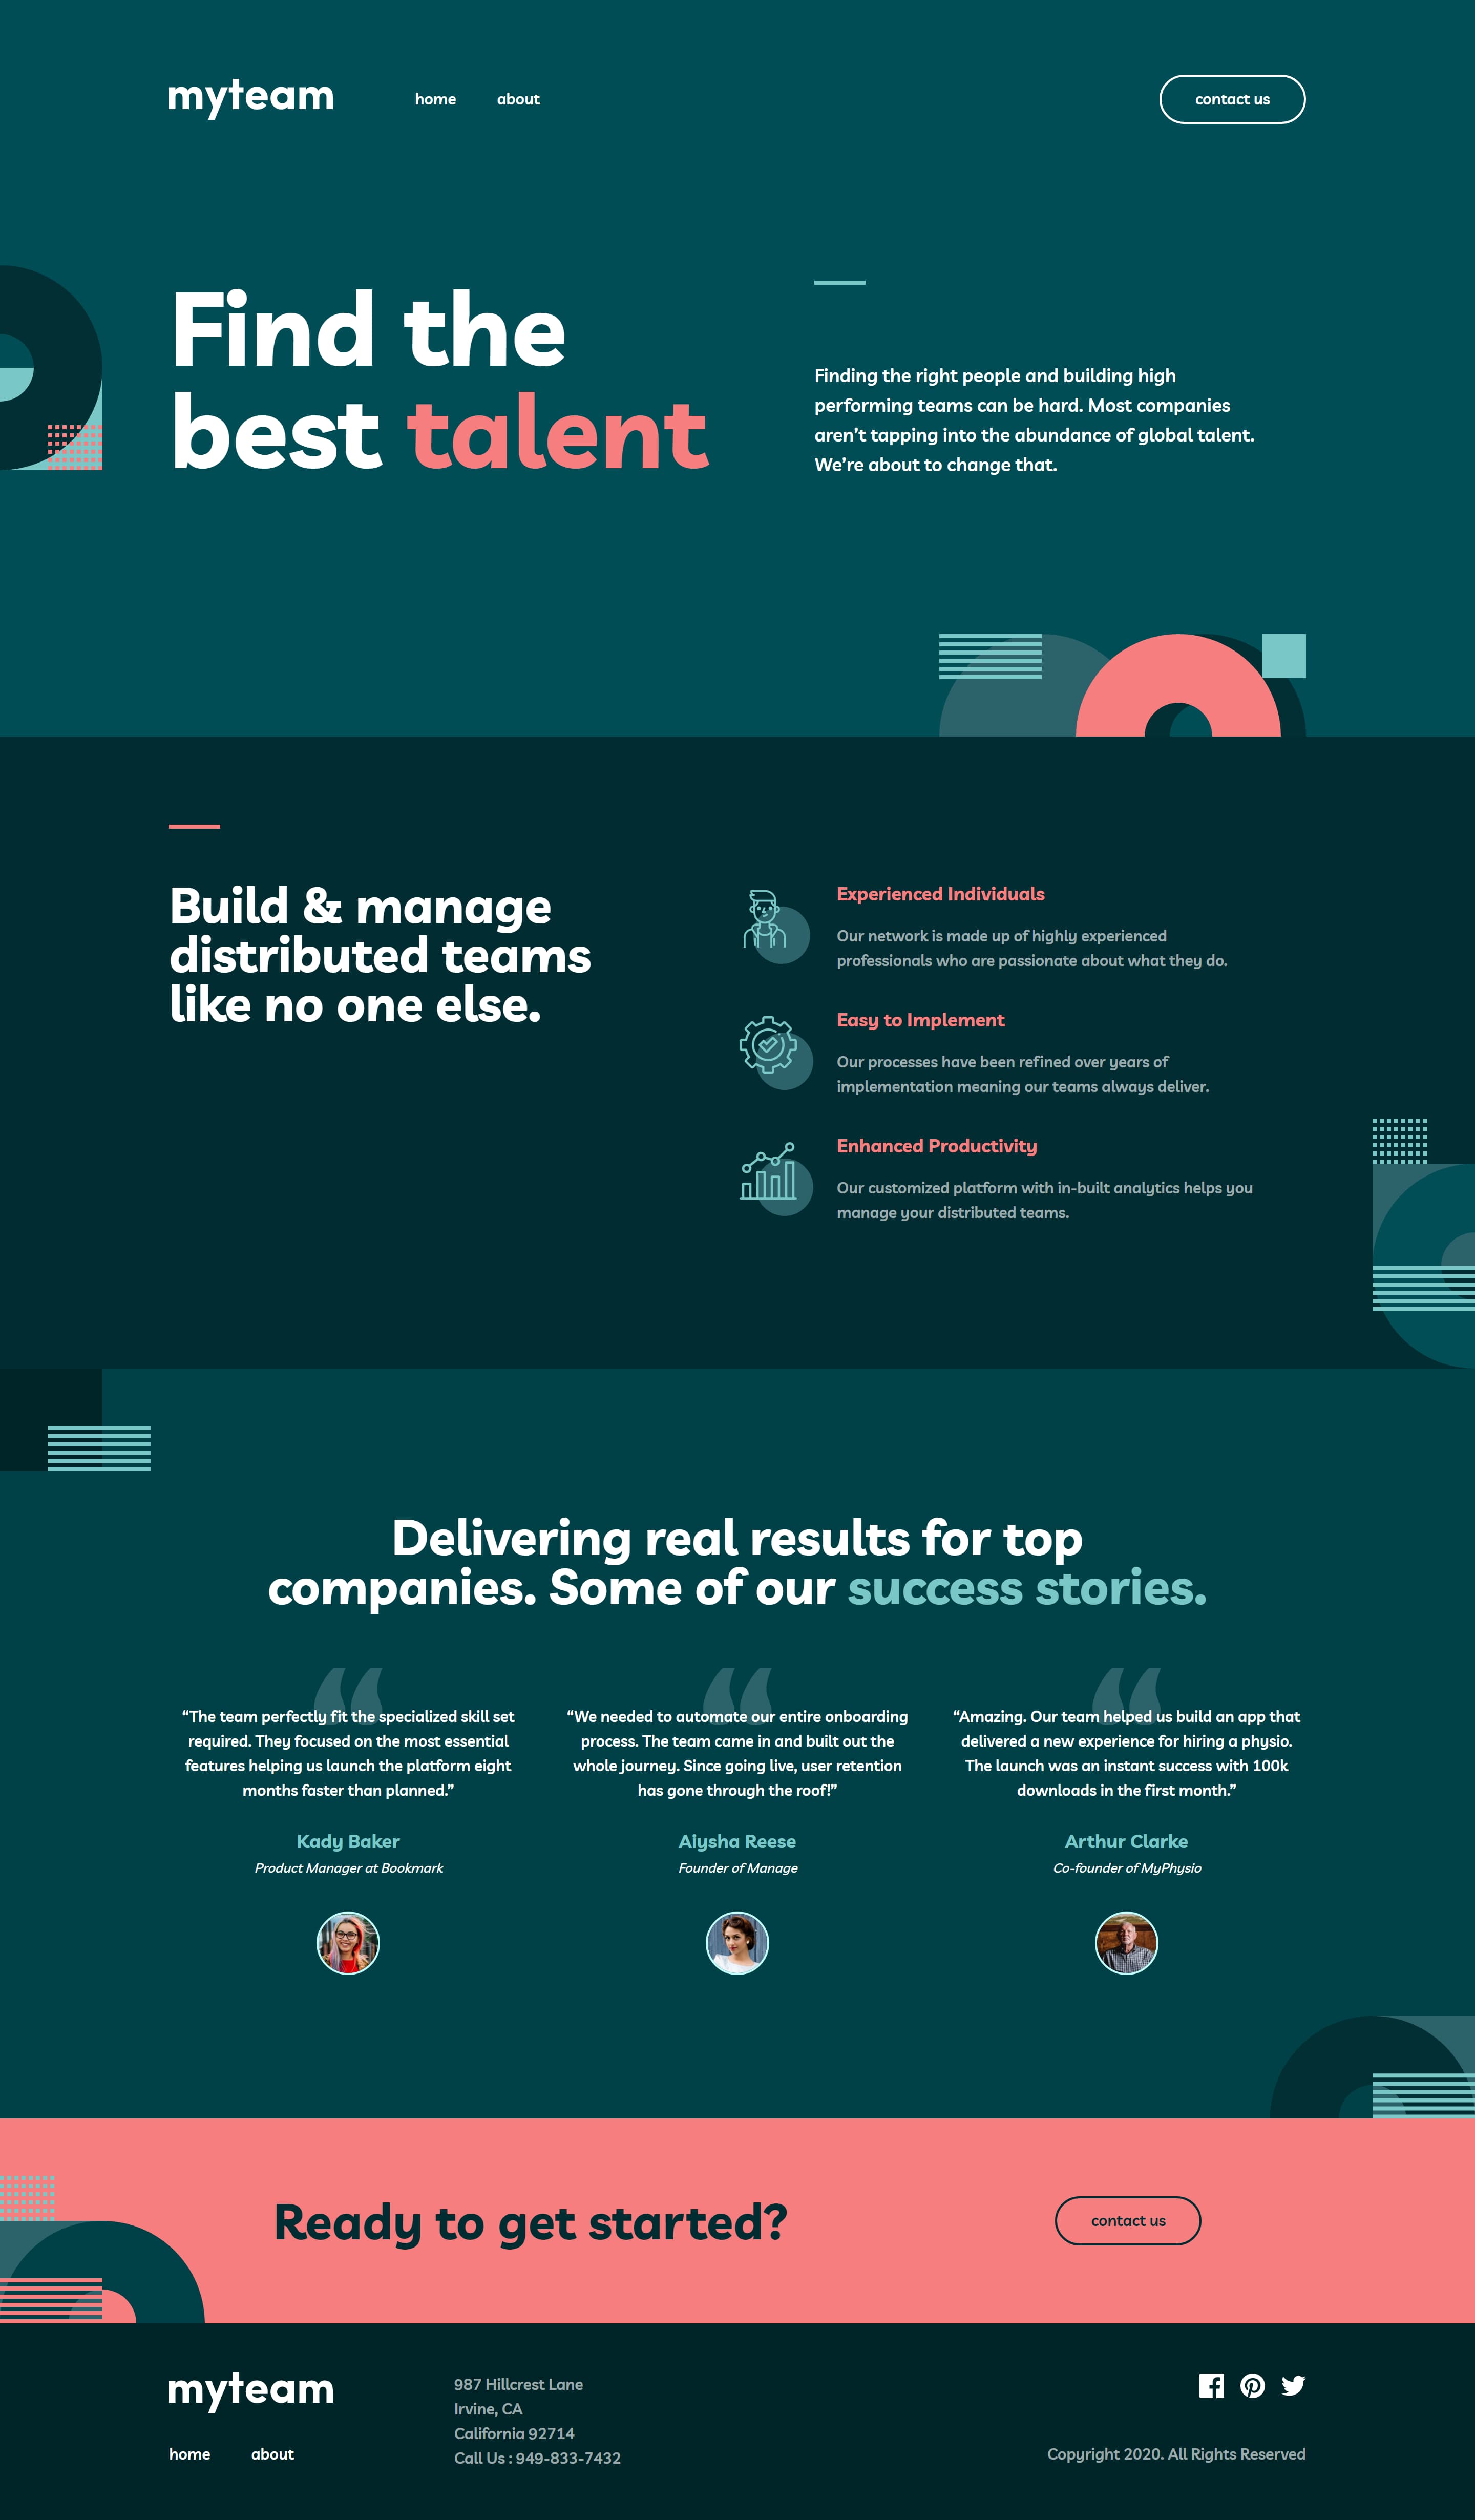 myteam
home
about
contact us
Find the
best talent
Finding the right people and building high
performing teams can be hard. Most companies
aren’t tapping into the abundance of global talent.
We’re about to change that.
Build & manage
distributed teams
like no one else.
Experienced Individuals
Our network is made up of highly experienced
professionals who are passionate about what they do.
Easy to Implement
Our processes have been refined over years of
implementation meaning our teams always deliver.
Enhanced Productivity
Our customized platform with in-built analytics helps you
manage your distributed teams.
Delivering real results for top
companies. Some of our success stories.
“The team perfectly fit the specialized skill set
required. They focused on the most essential
features helping us launch the platform eight
months faster than planned.”
Kady Baker
Product Manager at Bookmark
“We needed to automate our entire onboarding
process. The team came in and built out the
whole journey. Since going live, user retention
has gone through the roof!”
Aiysha Reese
Founder of Manage
“Amazing. Our team helped us build an app that
delivered a new experience for hiring a physio.
The launch was an instant success with 100k
downloads in the first month.”
Arthur Clarke
Co-founder of MyPhysio
Ready to get started?
contact us
myteam
home
about
987 Hillcrest Lane
Irvine, CA
California 92714
Call Us : 949-833-7432
Copyright 2020. All Rights Reserved